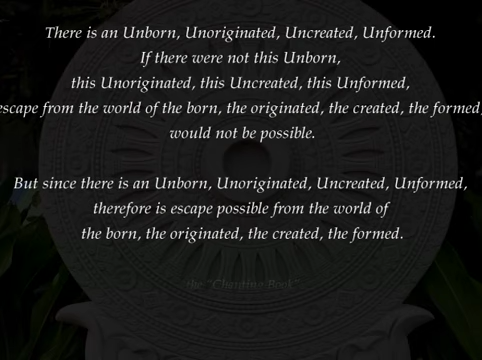 There is an Unborn, Unoriginated, Uncreated, Unformed.
If there were not this Unborn,
this Unoriginated, this Uncreated, this Unformed,
escape from the world of the born, the originated, the created, the formed,
would not be possible.
But since there is an Unborn, Unoriginated, Uncreated, Unformed,
therefore is escape possible from the world of
the born, the originated, the created, the formed.
the "Chanting Book"